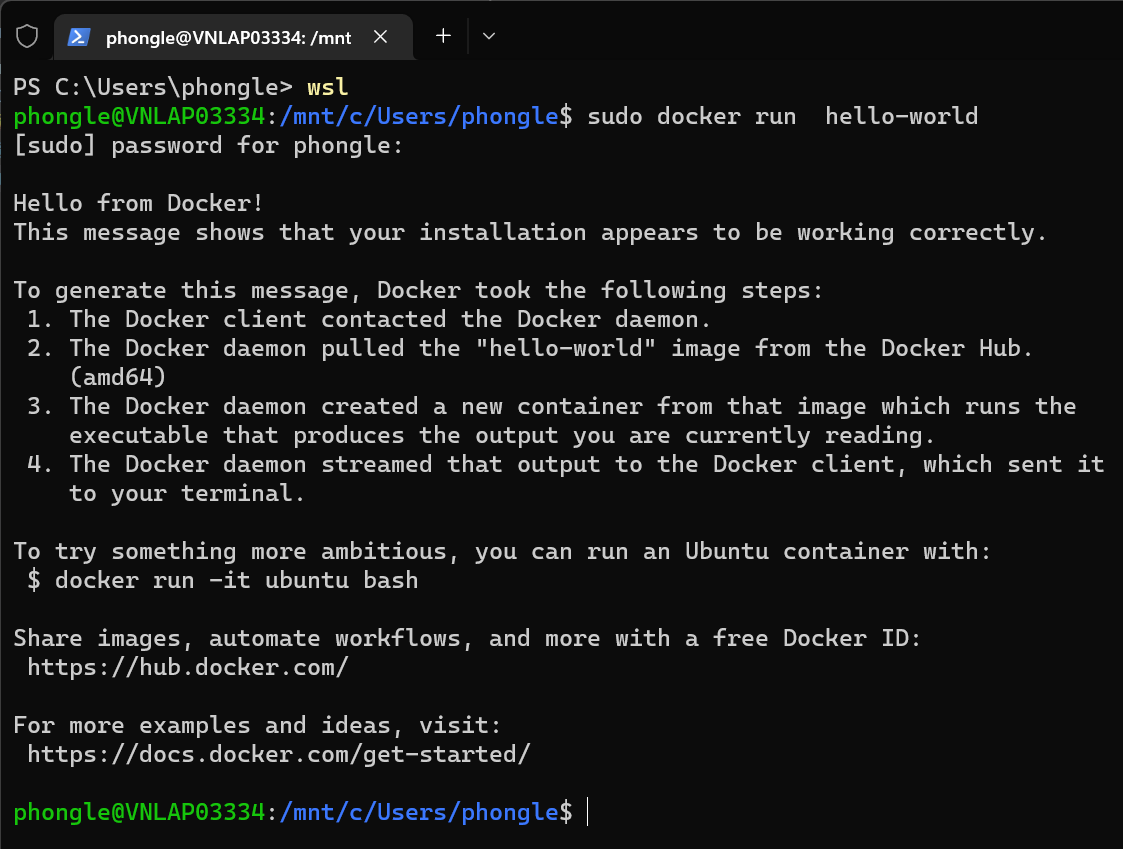 phongle@VNLAP03334: /mnt
PS C:\Users\phongle> wsl
phongle@VNLAP03334:/mnt/c/Users/phongle$ sudo docker run  hello-world
[sudo] password for phongle:

Hello from Docker!
This message shows that your installation appears to be working correctly.

To generate this message, Docker took the following steps:
 1. The Docker client contacted the Docker daemon.
 2. The Docker daemon pulled the "hello-world" image from the Docker Hub.
    (amd64)
 3. The Docker daemon created a new container from that image which runs the
    executable that produces the output you are currently reading.
 4. The Docker daemon streamed that output to the Docker client, which sent it
    to your terminal.

To try something more ambitious, you can run an Ubuntu container with:
 $ docker run -it ubuntu bash

Share images, automate workflows, and more with a free Docker ID:
 https://hub.docker.com/

For more examples and ideas, visit:
 https://docs.docker.com/get-started/

phongle@VNLAP03334:/mnt/c/Users/phongle$